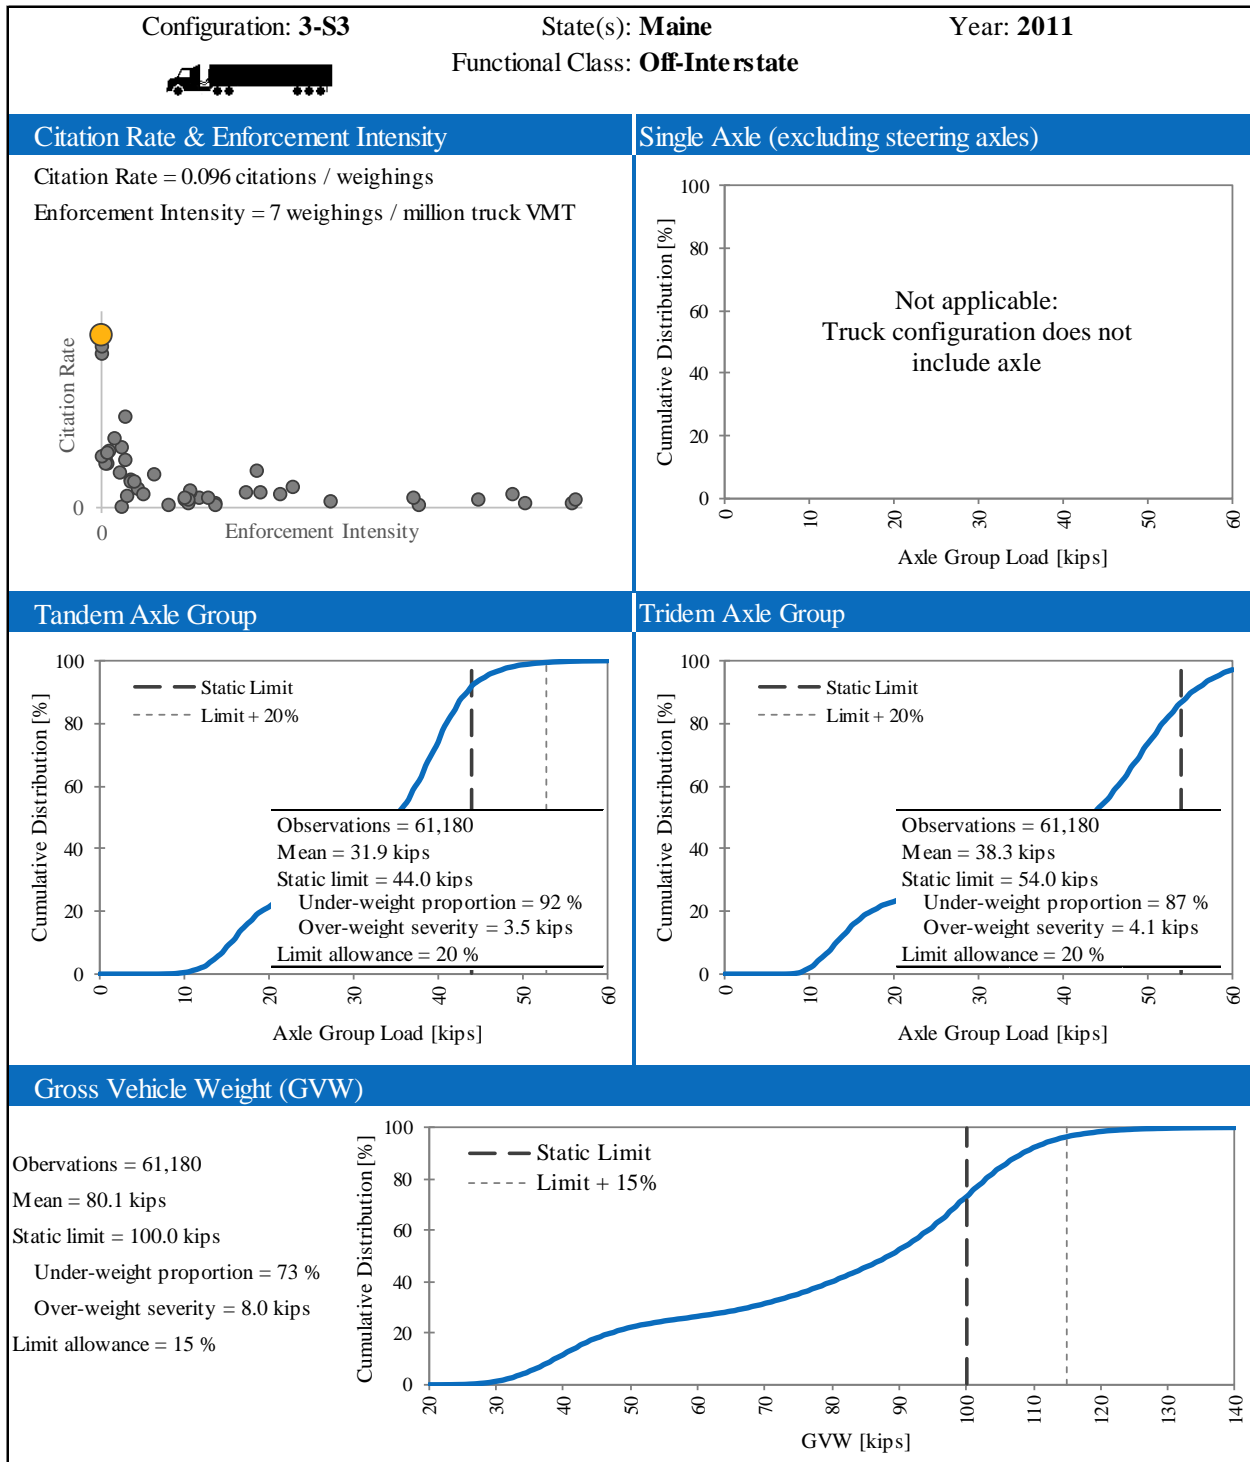 Configuration: 3-S3 State(s): Maine Year: 2011
Functional Class: Off-Interstate
Citation Rate & Enforcement Intensity
Citation Rate = 0.096 citations / weighings
Enforcement Intensity = 7 weighings / million truck VMT
Citation Rate
0
0
Enforcement Intensity
Single Axle (excluding steering axles)
Cumulative Distribution [%]
100
80
60
40
20
0
Not applicable:
Truck configuration does not
include axle
0 10 20 30 40 50 60
Axle Group Load [kips]
Tandem Axle Group
Cumulative Distribution [%]
100
80
60
40
20
0
Static Limit
Limit + 20%
Observations = 61,180
Mean = 31.9 kips
Static limit = 44.0 kips
Under-weight proportion = 92 %
Over-weight severity = 3.5 kips
Limit allowance = 20 %
0 10 20 30 40 50 60
Axle Group Load [kips]
Tridem Axle Group
Cumulative Distribution [%]
100
80
60
40
20
0
Static Limit
Limit + 20%
Observations = 61,180
Mean = 38.3 kips
Static limit = 54.0 kips
Under-weight proportion = 87 %
Over-weight severity = 4.1 kips
Limit allowance = 20 %
0 10 20 30 40 50 60
Axle Group Load [kips]
Gross Vehicle Weight (GVW)
Obervations = 61,180
Mean = 80.1 kips
Static limit = 100.0 kips
Under-weight proportion = 73 %
Over-weight severity = 8.0 kips
Limit allowance = 15 %
Cumulative Distribution [%]
100
80
60
40
20
0
Static Limit
Limit + 15%
20 30 40 50 60 70 80 90 100 110 120 130 140
GVW [kips]